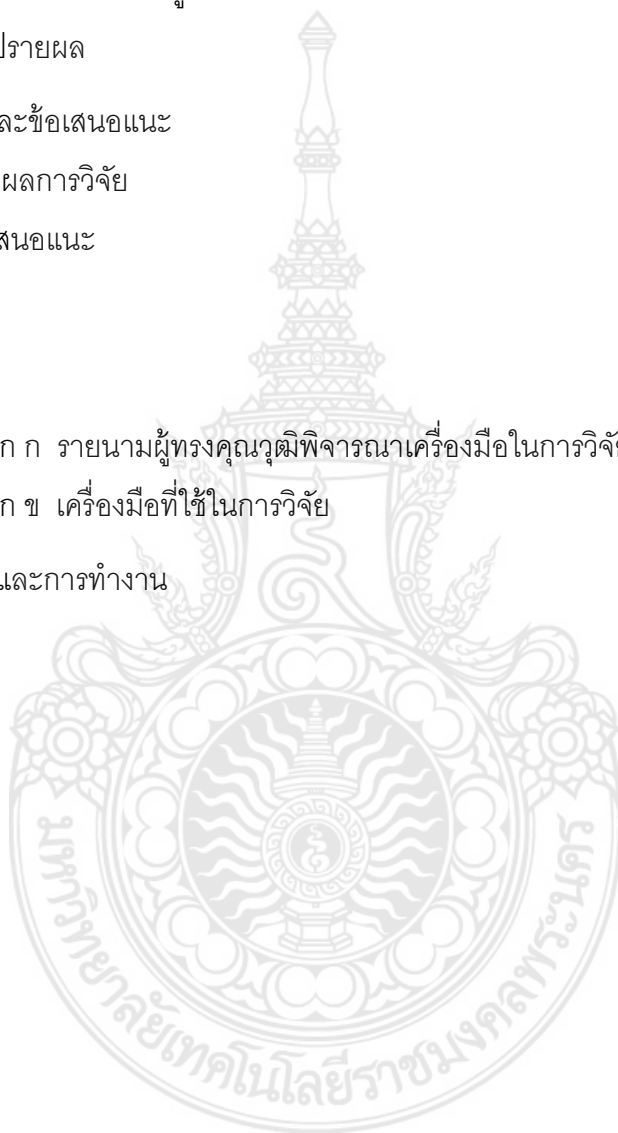 ปรายผล
ละข้อเสนอแนะ
ผลการวิจัย
เสนอแนะ
ก ก รายนามผู้ทรงคุณวุฒิพิจารณาเครื่องมือในการวิจัย
ก ข เครื่องมือที่ใช้ในการวิจัย
และการทำงาน
มหาวิทยาลัยเทคโนโลยีราชมงคลพระนคร